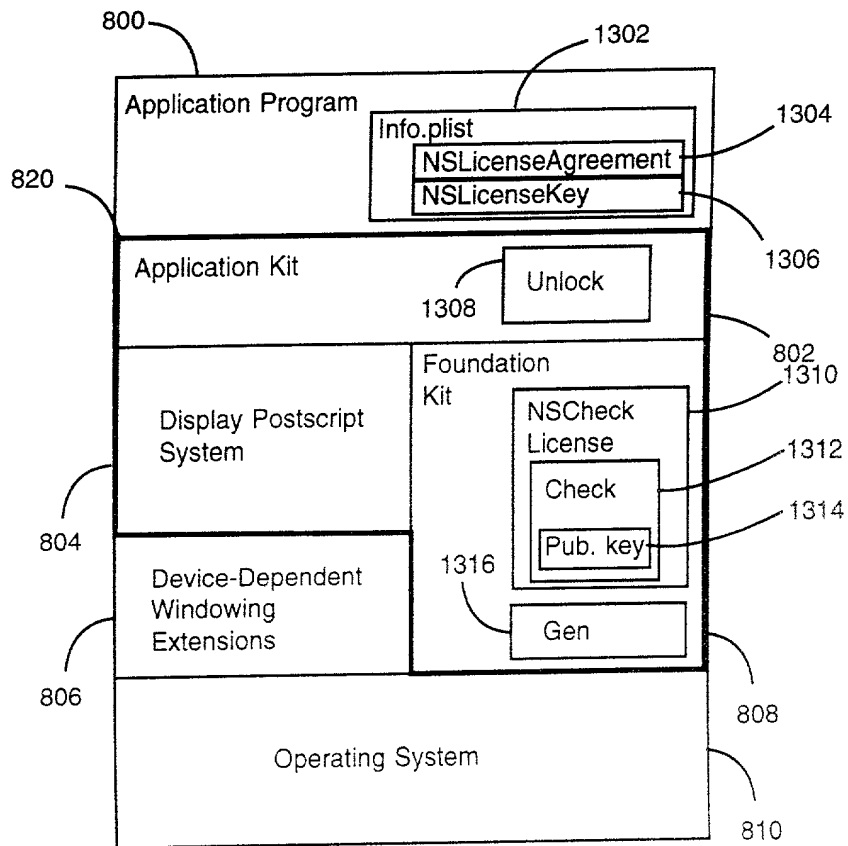 800
1302
Application Program
Info.plist
1304
NSLicenseAgreement
820
NSLicenseKey
1306
Application Kit
Unlock
1308
802
Foundation
Kit
1310
NSCheck
License
Display Postscript
System
1312
Check
1314
804
Pub. key
1316
Device-Dependent
Windowing
Extensions
Gen
806
808
Operating System
810